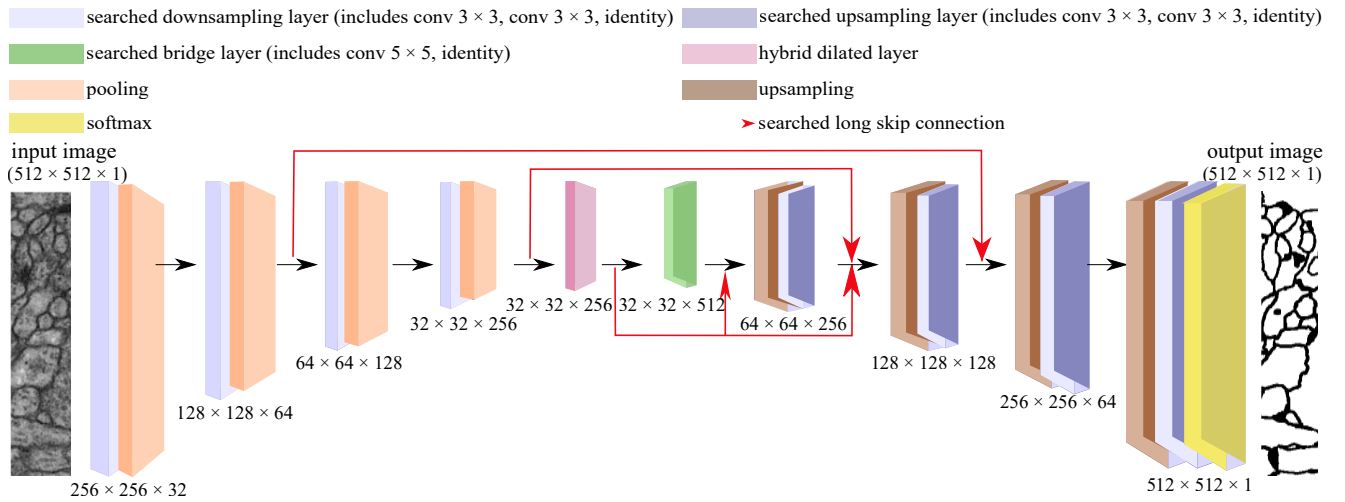 searched downsampling layer (includes conv 3 × 3, conv 3 × 3, identity)
searched upsampling layer (includes conv 3 × 3, conv 3 × 3, identity)
searched bridge layer (includes conv 5 × 5, identity)
hybrid dilated layer
pooling
upsampling
softmax
searched long skip connection
input image
(512 × 512 × 1)
output image
(512 × 512 × 1)
256 × 256 × 32
128 × 128 × 64
64 × 64 × 128
32 × 32 × 256
32 × 32 × 256
32 × 32 × 512
64 × 64 × 256
128 × 128 × 128
256 × 256 × 64
512 × 512 × 1